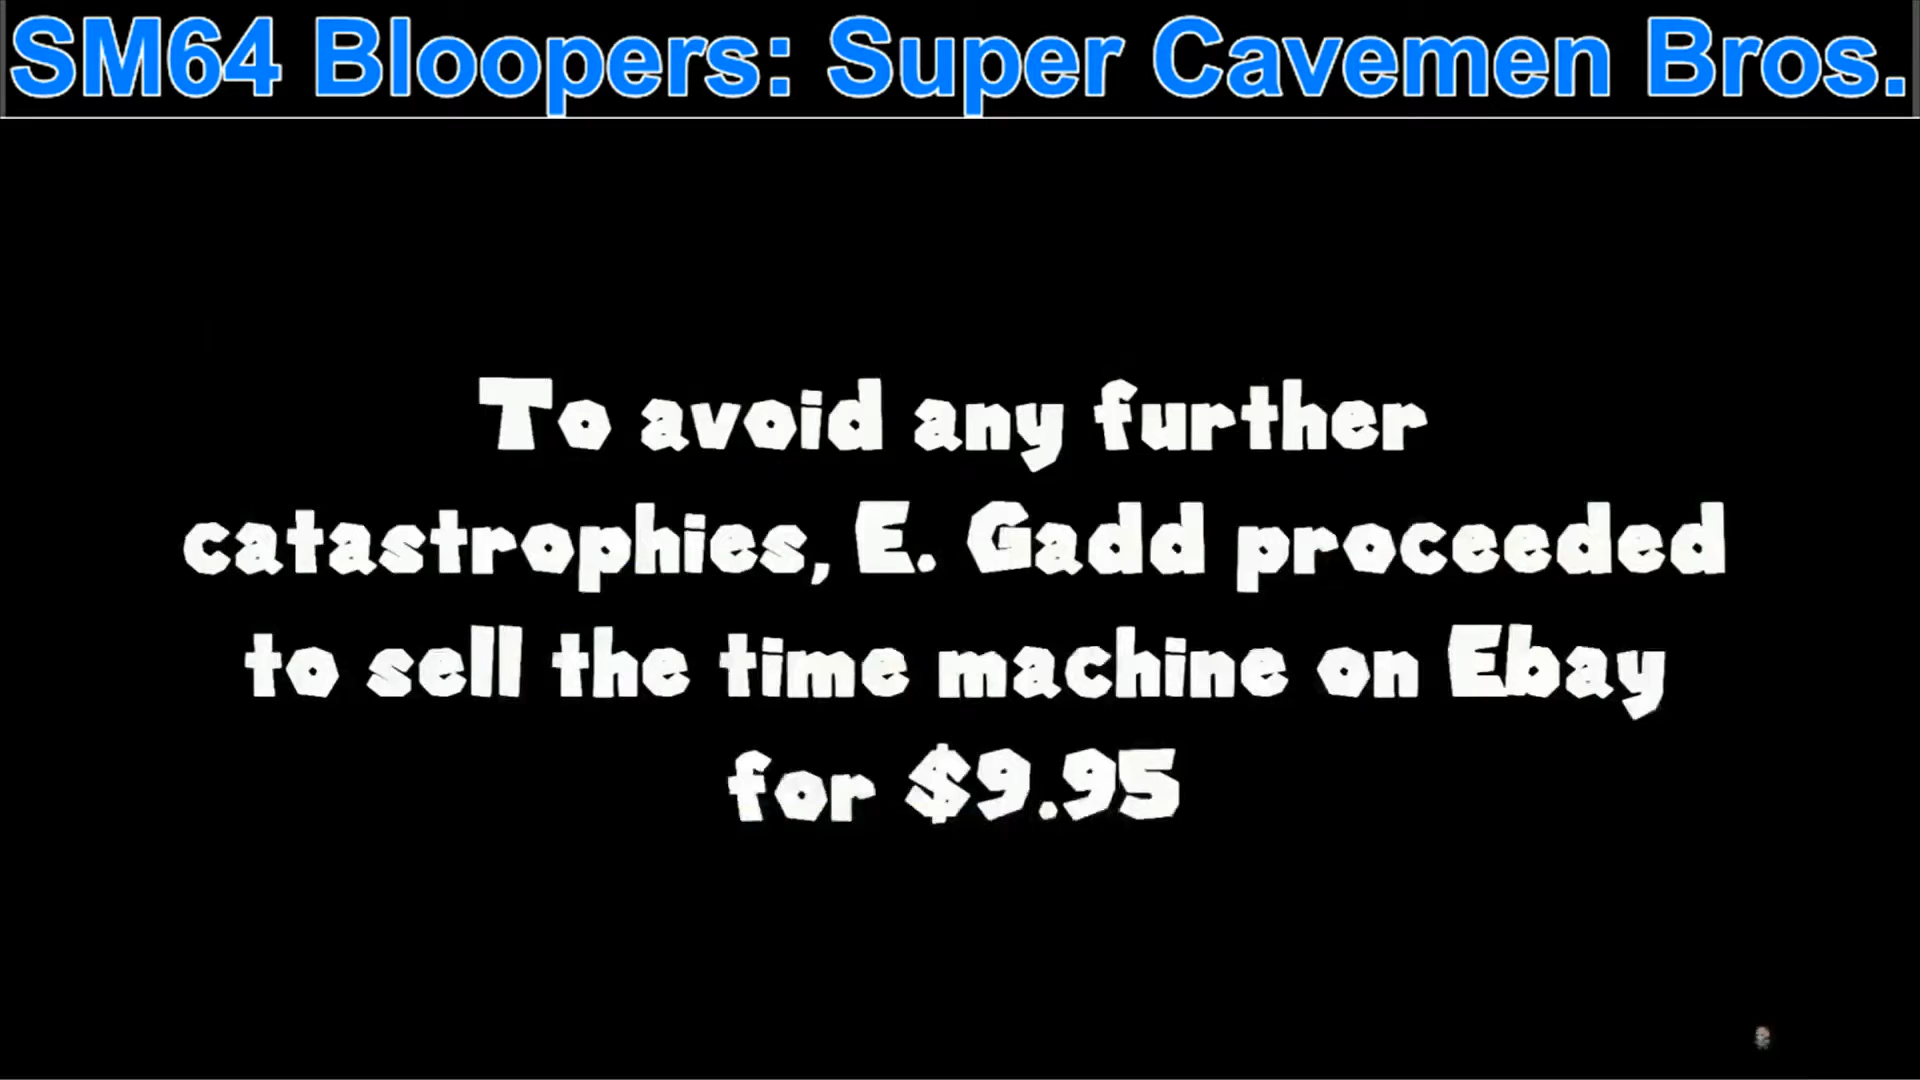 SM64 Bloopers: Super Cavemen Bros.
To avoid any further
catastrophies, E. Gadd proceeded
to sell the time machine on Ebay
for $9.95